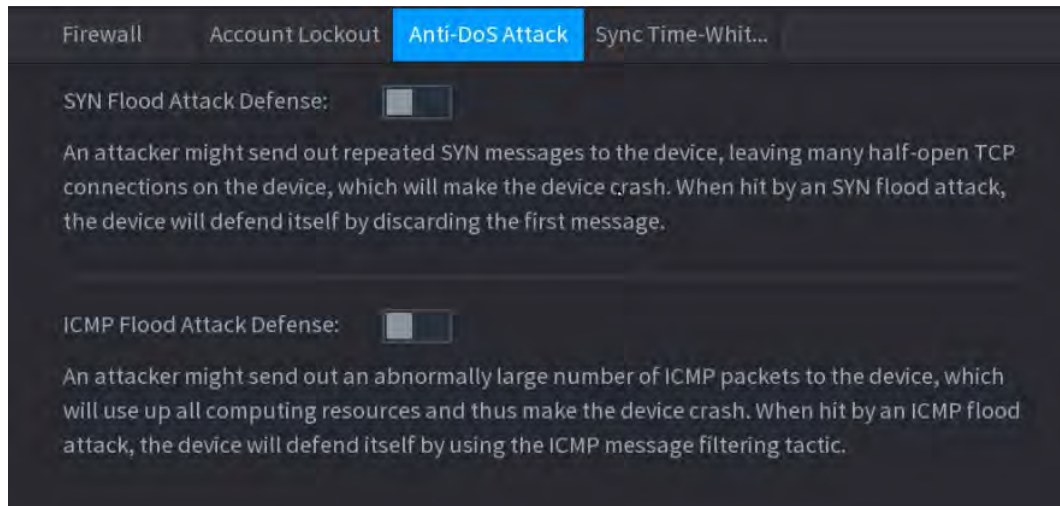 Firewall Account Lockout Anti-DoS Attack Sync Time-Whit...
SYN Flood Attack Defense:
An attacker might send out repeated SYN messages to the device, leaving many half-open TCP
connections on the device, which will make the device crash. When hit by an SYN flood attack,
the device will defend itself by discarding the first message.
ICMP Flood Attack Defense:
An attacker might send out an abnormally large number of ICMP packets to the device, which
will use up all computing resources and thus make the device crash. When hit by an ICMP flood
attack, the device will defend itself by using the ICMP message filtering tactic.